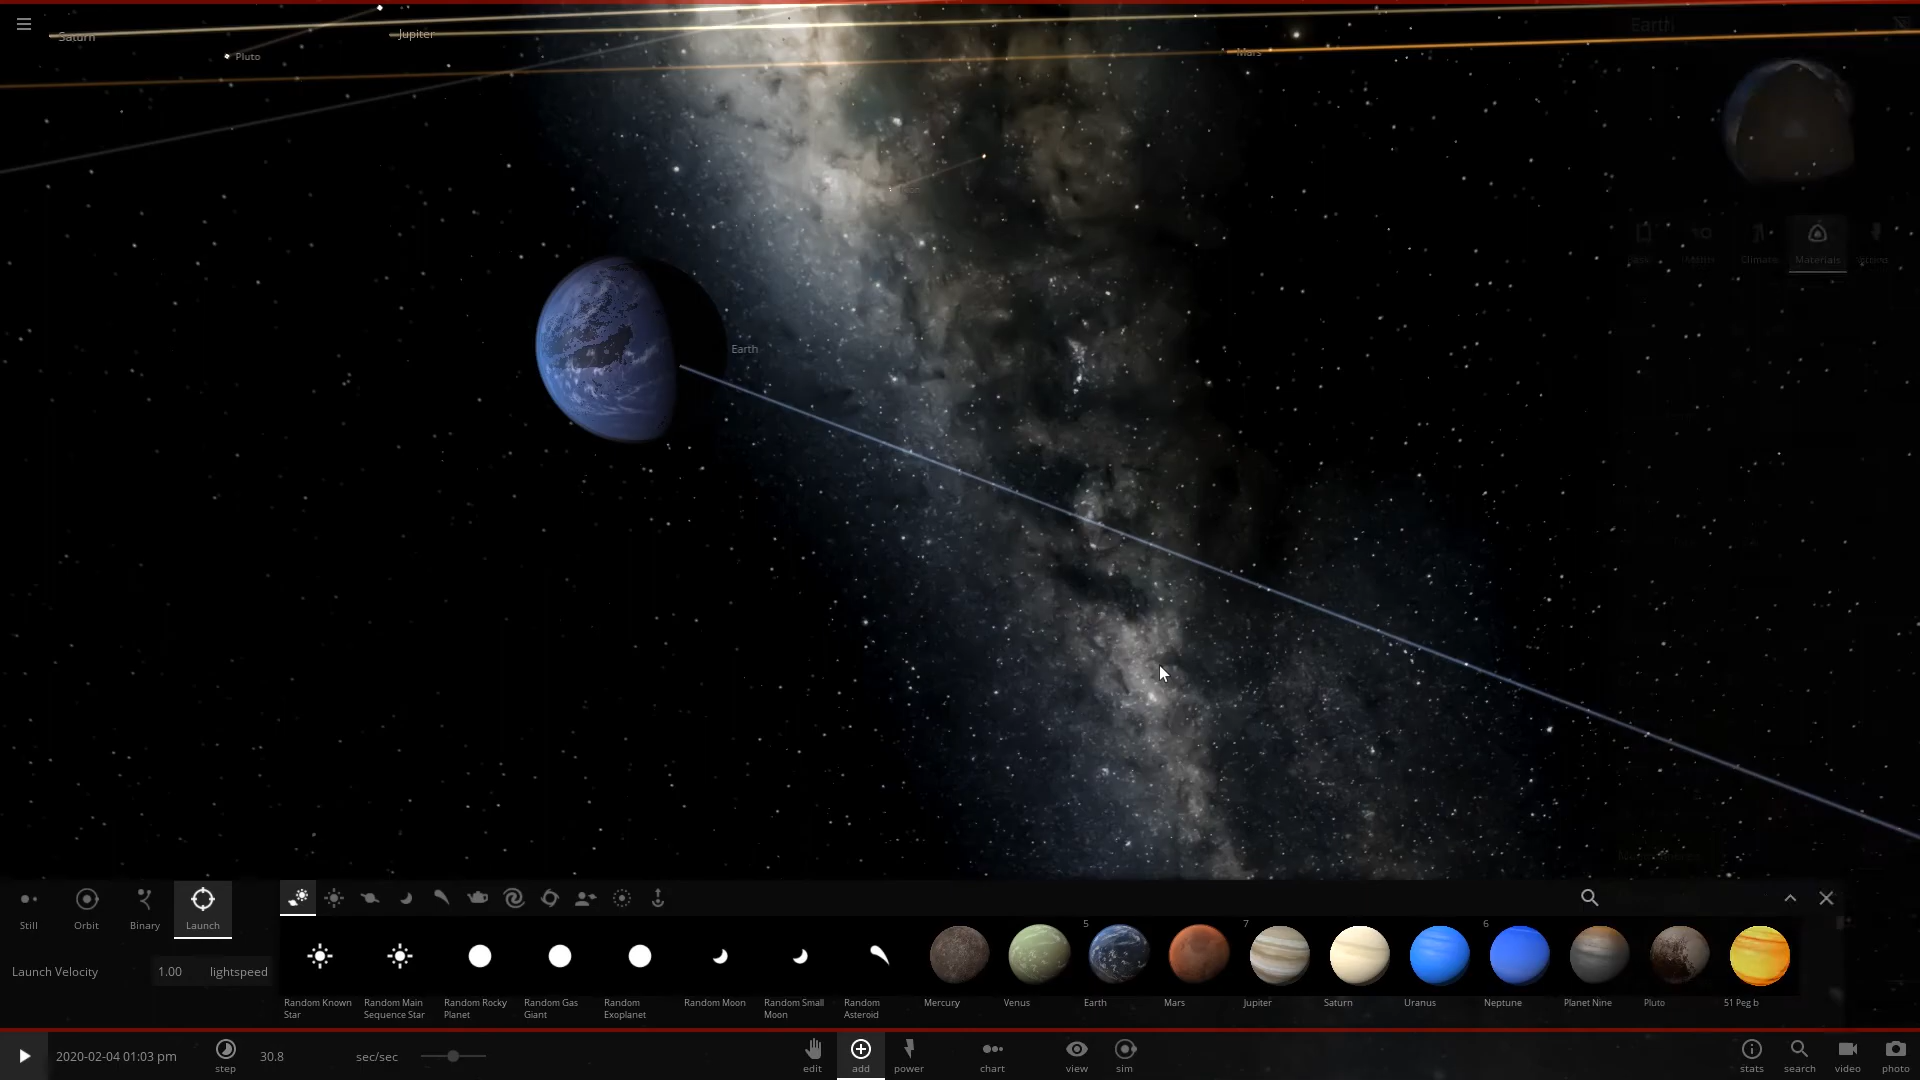 Saturn
Jupiter
Earth
Pluto
Mars
Materials
Earth
Still
Orbit
Binary
Launch
Launch Velocity
1.00 lightspeed
5
7
6
Random Known
Star
Random Main
Sequence Star
Random Rocky
Planet
Random Gas
Giant
Random
Exoplanet
Random Moon
Random Small
Moon
Random
Asteroid
Mercury
Venus
Earth
Mars
Jupiter
Saturn
Uranus
Neptune
Planet Nine
Pluto
51 Peg b
2020-02-04 01:03 pm
step
30.8
sec/sec
edit
add
power
chart
view
sim
stats
search
video
photo